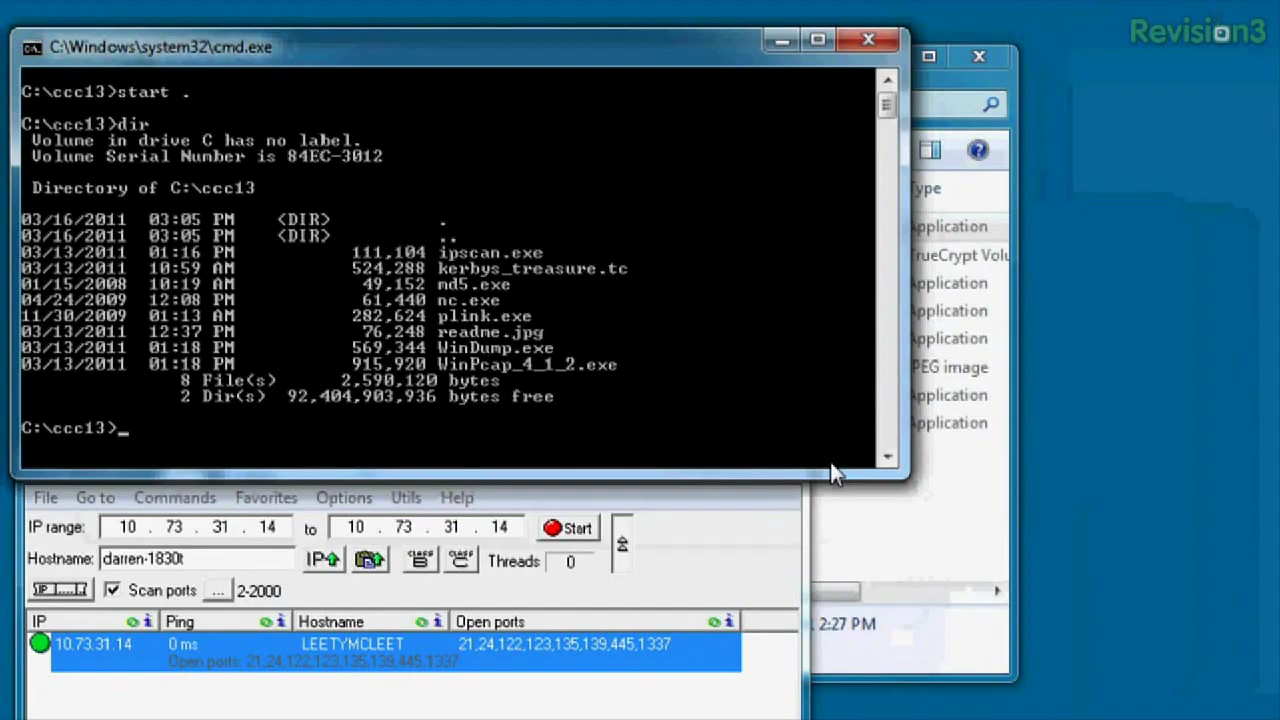 Revision3
C:\Windows\system32\cmd.exe
C:\ccc13>start .
C:\ccc13>dir
Volume in drive C has no label.
Volume Serial Number is 84EC-3012
Directory of C:\ccc13
03/16/2011 03:05 PM <DIR> .
03/16/2011 03:05 PM <DIR> ..
03/13/2011 01:16 PM 111,104 ipscan.exe
03/13/2011 10:59 AM 524,288 kerbys_treasure.tc
01/15/2008 10:19 AM 49,152 md5.exe
04/24/2009 12:08 PM 61,440 nc.exe
11/30/2009 01:13 AM 282,624 plink.exe
03/13/2011 12:37 PM 76,248 readme.jpg
03/13/2011 01:18 PM 569,344 WinDump.exe
03/13/2011 01:18 PM 915,920 WinPcap_4_1_2.exe
8 File(s) 2,590,120 bytes
2 Dir(s) 92,404,903,936 bytes free
C:\ccc13>_
Type
Application
TrueCrypt Volu
Application
Application
Application
JPEG image
Application
Application
2:27 PM
File Go to Commands Favorites Options Utils Help
IP range: 10 . 73 . 31 . 14 to 10 . 73 . 31 . 14 Start
Hostname: darren-1830t IP Threads 0
Scan ports ... 2-2000
IP Ping Hostname Open ports
10.73.31.14 0 ms LEETYMCLEET 21,24,122,123,135,139,445,1337
Open ports: 21,24,122,123,135,139,445,1337